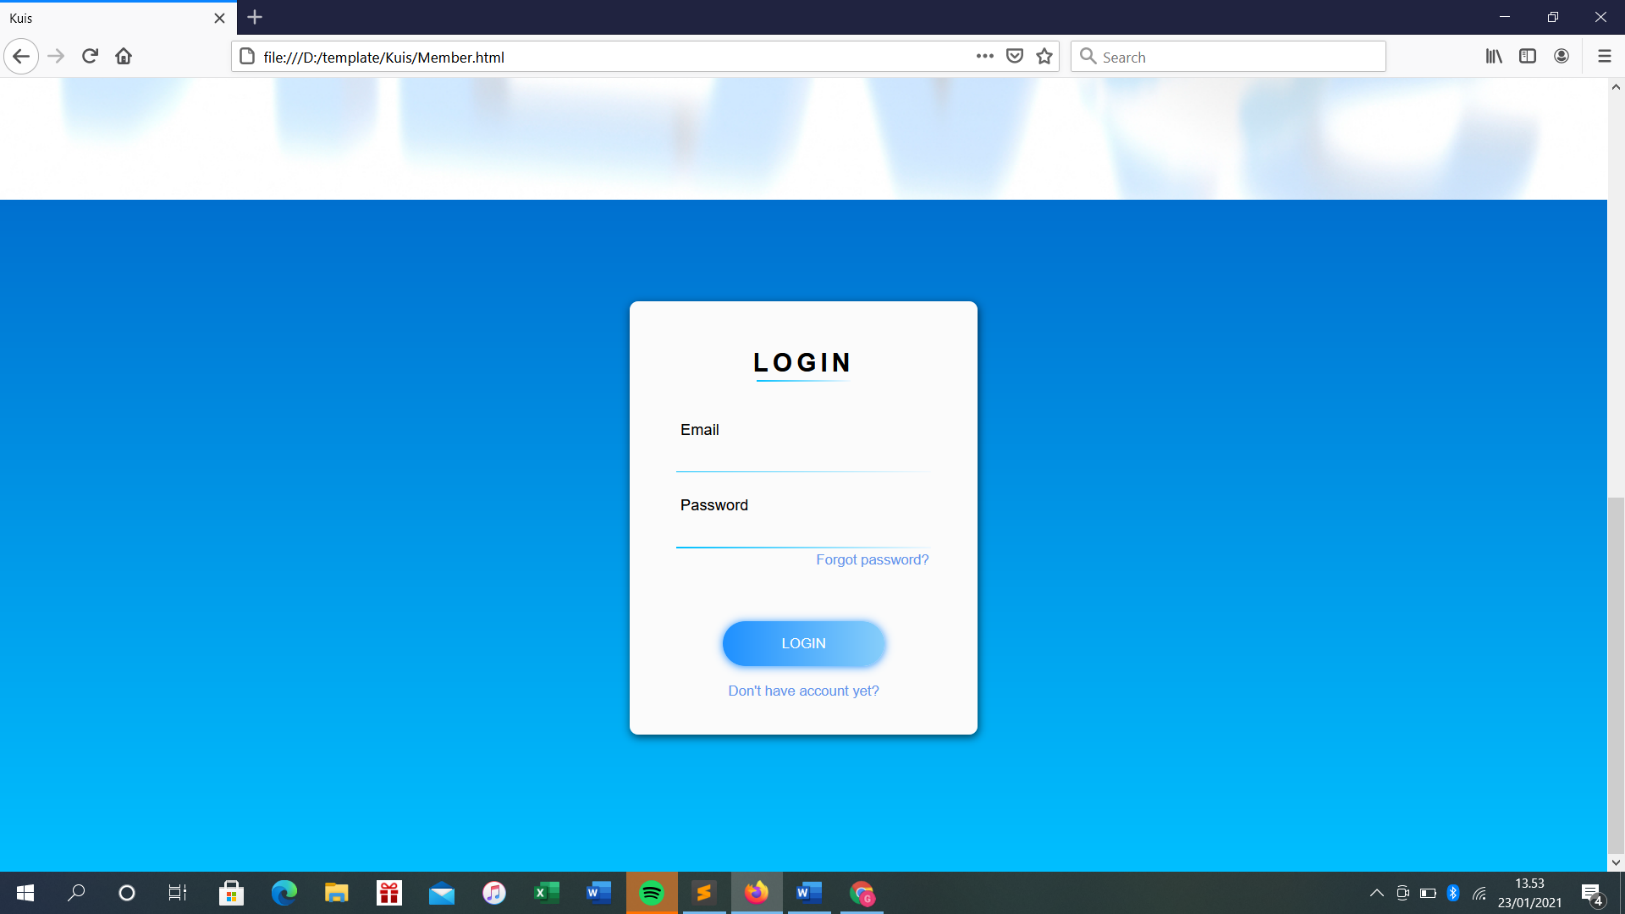 Kuis
file:///D:/template/Kuis/Member.html
Search
LOGIN
Email
Password
Forgot password?
LOGIN
Don't have account yet?
13.53
23/01/2021
4